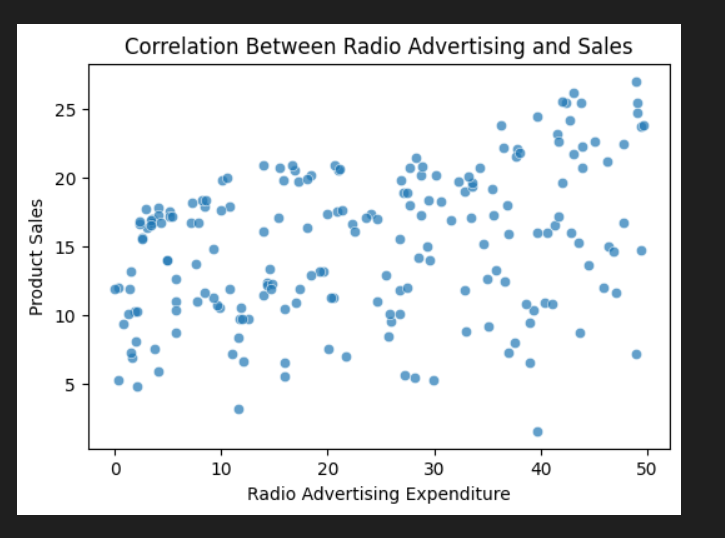 Correlation Between Radio Advertising and Sales
Product Sales
25
20
15
10
5
0 10 20 30 40 50
Radio Advertising Expenditure